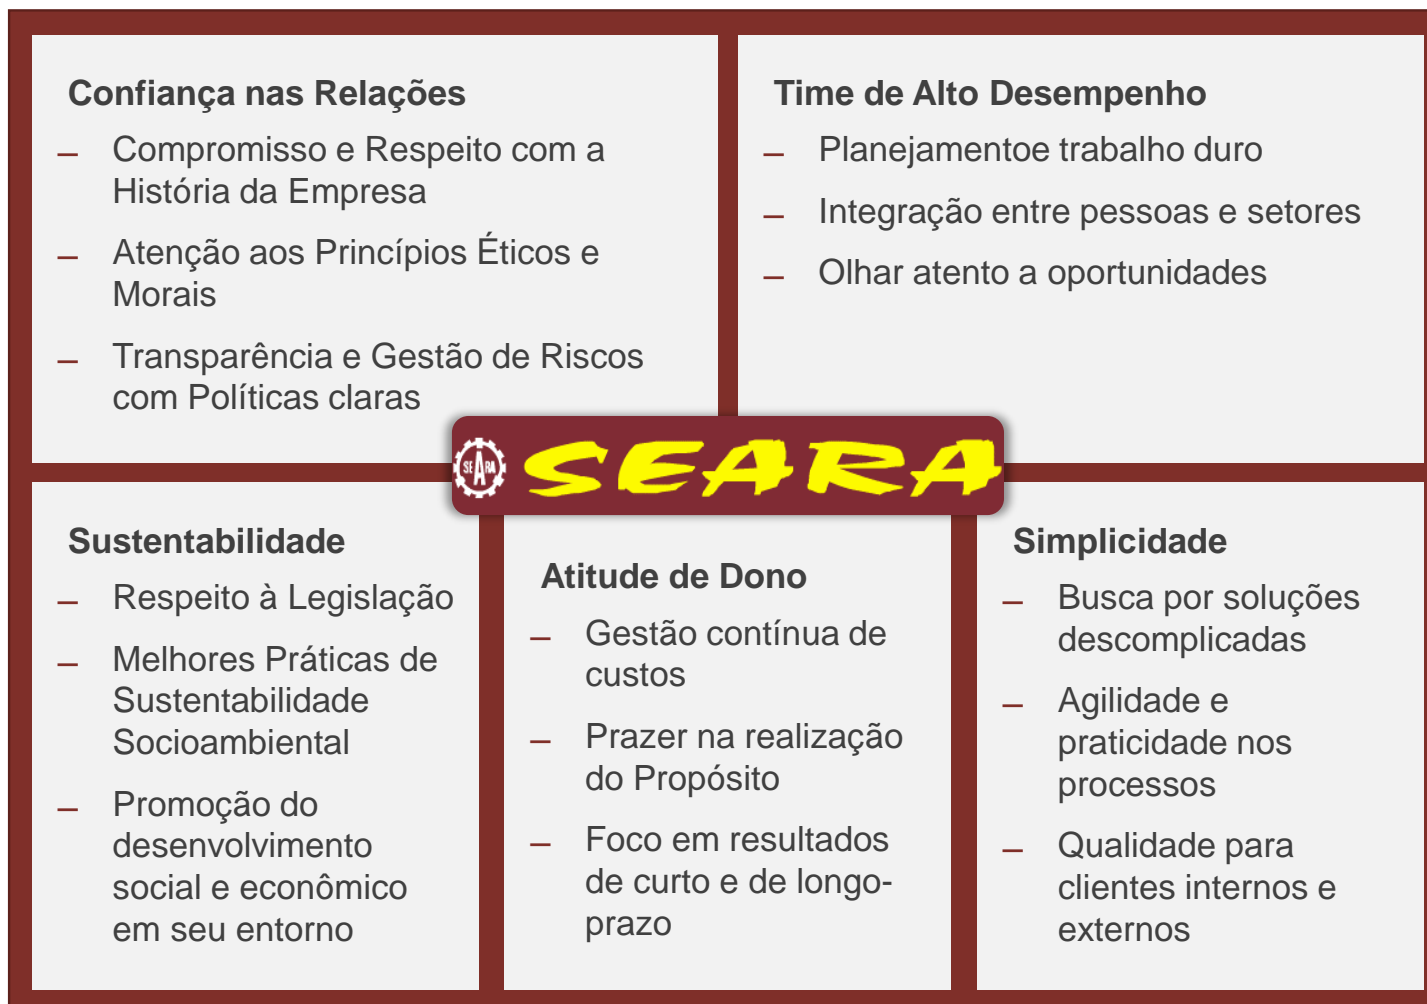 Confiança nas Relações
– Compromisso e Respeito com a
História da Empresa
– Atenção aos Princípios Éticos e
Morais
– Transparência e Gestão de Riscos
com Políticas claras
Time de Alto Desempenho
– Planejamentoe trabalho duro
– Integração entre pessoas e setores
– Olhar atento a oportunidades
SEARA
SEARA
Sustentabilidade
– Respeito à Legislação
– Melhores Práticas de
Sustentabilidade
Socioambiental
– Promoção do
desenvolvimento
social e econômico
em seu entorno
Atitude de Dono
– Gestão contínua de
custos
– Prazer na realização
do Propósito
– Foco em resultados
de curto e de longo-
prazo
Simplicidade
– Busca por soluções
descomplicadas
– Agilidade e
praticidade nos
processos
– Qualidade para
clientes internos e
externos